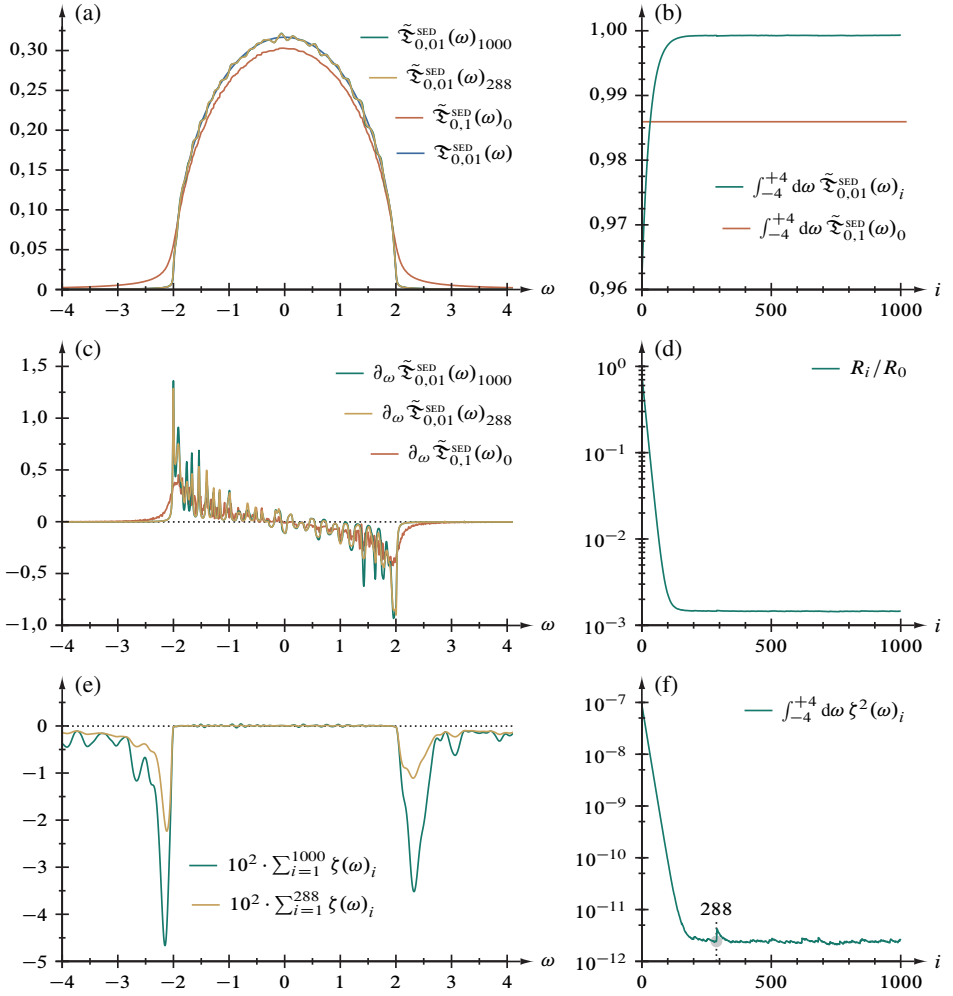 (a)
0,30
0,25
0,20
0,15
0,10
0,05
0
−4 −3 −2 −1 0 1 2 3 4 ω
𝔗̃^SED_0,01(ω)_1000
𝔗̃^SED_0,01(ω)_288
𝔗̃^SED_0,1(ω)_0
𝔗^SED_0,01(ω)
(b)
1,00
0,99
0,98
0,97
0,96
0 500 1000 i
∫_−4^+4 dω 𝔗̃^SED_0,01(ω)_i
∫_−4^+4 dω 𝔗̃^SED_0,1(ω)_0
(c)
1,5
1,0
0,5
0
−0,5
−1,0
−4 −3 −2 −1 0 1 2 3 4 ω
∂_ω 𝔗̃^SED_0,01(ω)_1000
∂_ω 𝔗̃^SED_0,01(ω)_288
∂_ω 𝔗̃^SED_0,1(ω)_0
(d)
10^0
10^−1
10^−2
10^−3
0 500 1000 i
R_i/R_0
(e)
0
−1
−2
−3
−4
−5
−4 −3 −2 −1 0 1 2 3 4 ω
10^2 · ∑_i=1^1000 ζ(ω)_i
10^2 · ∑_i=1^288 ζ(ω)_i
(f)
10^−7
10^−8
10^−9
10^−10
10^−11
10^−12
0 500 1000 i
∫_−4^+4 dω ζ^2(ω)_i
288